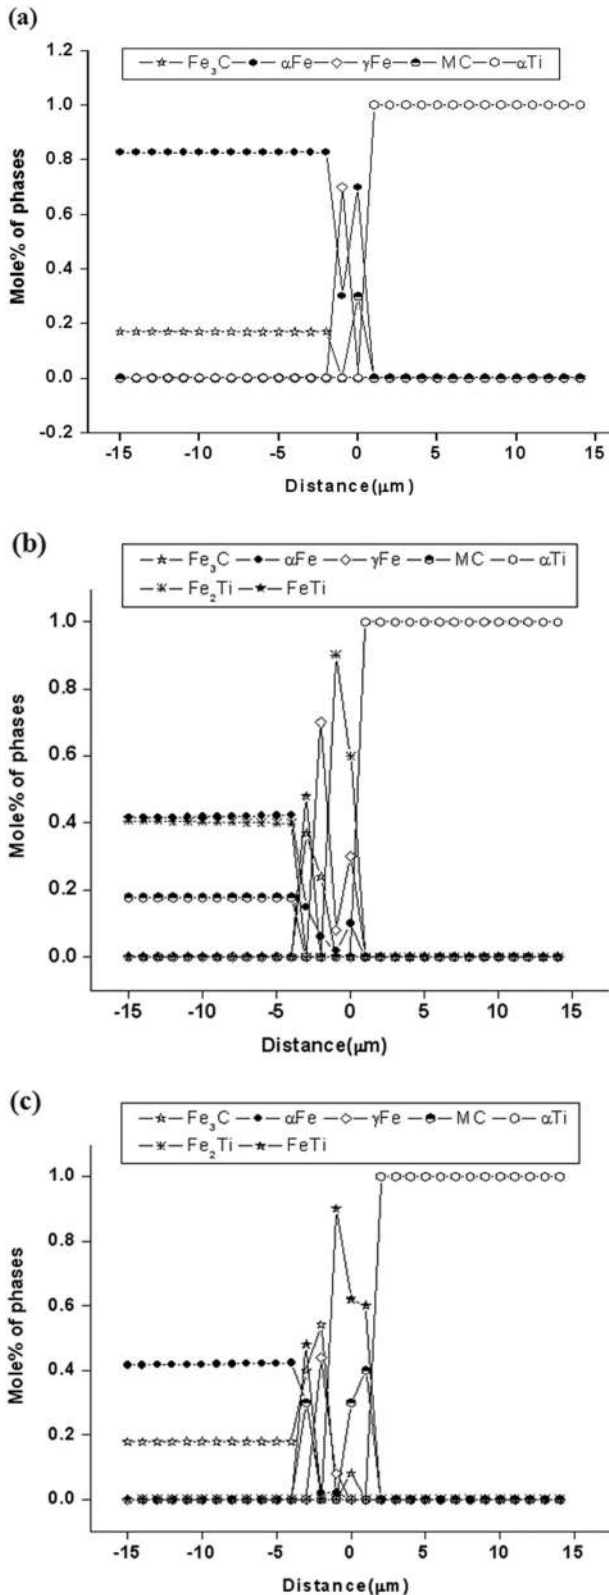 (a)
Fe3C αFe γFe MC αTi
1.2
1.0
0.8
0.6
0.4
0.2
0.0
-0.2
Mole% of phases
-15 -10 -5 0 5 10 15
Distance(μm)
(b)
Fe3C αFe γFe MC αTi
Fe2Ti FeTi
1.0
0.8
0.6
0.4
0.2
0.0
Mole% of phases
-15 -10 -5 0 5 10 15
Distance(μm)
(c)
Fe3C αFe γFe MC αTi
Fe2Ti FeTi
1.0
0.8
0.6
0.4
0.2
0.0
Mole% of phases
-15 -10 -5 0 5 10 15
Distance(μm)